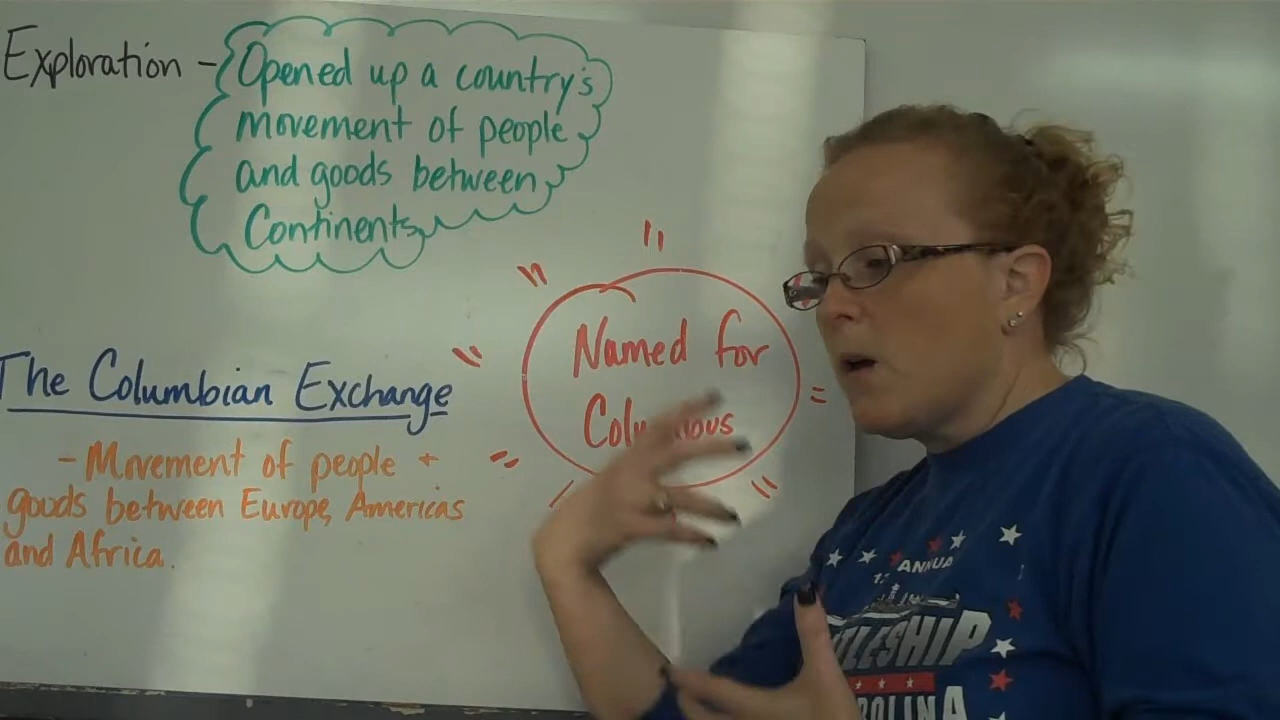 Exploration - Opened up a country's
movement of people
and goods between
Continents
Named for
The Columbian Exchange
- Movement of people +
goods between Europe, Americas
and Africa.
ROLINA